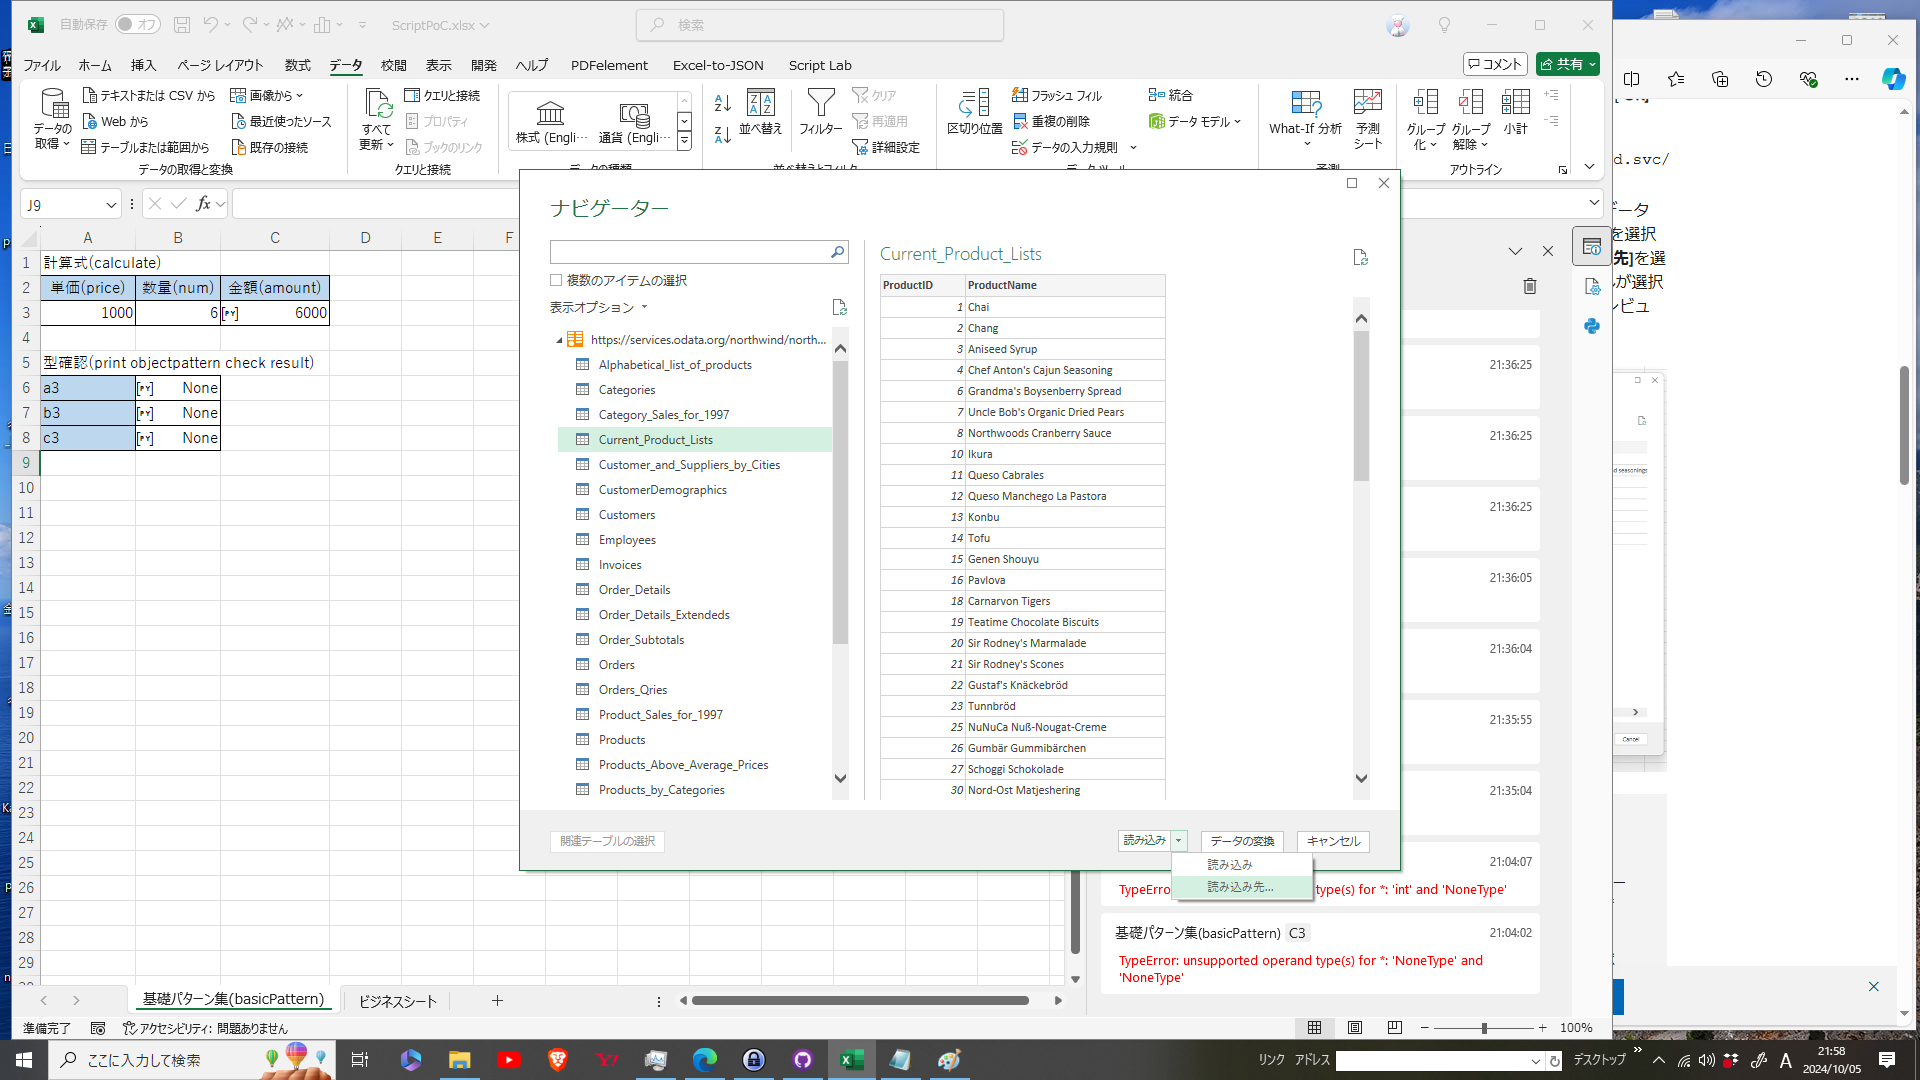 自動保存 オフ
ScriptPoC.xlsx
検索
ファイル ホーム 挿入 ページ レイアウト 数式 データ 校閲 表示 開発 ヘルプ PDFelement Excel-to-JSON Script Lab
コメント 共有
データの取得
テキストまたは CSV から
Web から
テーブルまたは範囲から
画像から
最近使ったソース
既存の接続
データの取得と変換
すべて更新
クエリと接続
プロパティ
ブックのリンク
クエリと接続
株式 (Engli… 通貨 (Engli…
並べ替え
フィルター
クリア
再適用
詳細設定
区切り位置
フラッシュ フィル
重複の削除
データの入力規則
統合
データ モデル
What-If 分析
予測シート
グループ化
グループ解除
小計
アウトライン
J9
fx
A B C D E F
1 計算式(calculate)
2 単価(price) 数量(num) 金額(amount)
3 1000 6 [PY] 6000
4
5 型確認(print objectpattern check result)
6 a3 [PY] None
7 b3 [PY] None
8 c3 [PY] None
9
10
11
12
13
14
15
16
17
18
19
20
21
22
23
24
25
26
27
28
29
ナビゲーター
複数のアイテムの選択
表示オプション
https://services.odata.org/northwind/north...
Alphabetical_list_of_products
Categories
Category_Sales_for_1997
Current_Product_Lists
Customer_and_Suppliers_by_Cities
CustomerDemographics
Customers
Employees
Invoices
Order_Details
Order_Details_Extendeds
Order_Subtotals
Orders
Orders_Qries
Product_Sales_for_1997
Products
Products_Above_Average_Prices
Products_by_Categories
Current_Product_Lists
ProductID ProductName
1 Chai
2 Chang
3 Aniseed Syrup
4 Chef Anton's Cajun Seasoning
6 Grandma's Boysenberry Spread
7 Uncle Bob's Organic Dried Pears
8 Northwoods Cranberry Sauce
10 Ikura
11 Queso Cabrales
12 Queso Manchego La Pastora
13 Konbu
14 Tofu
15 Genen Shouyu
16 Pavlova
18 Carnarvon Tigers
19 Teatime Chocolate Biscuits
20 Sir Rodney's Marmalade
21 Sir Rodney's Scones
22 Gustaf's Knäckebröd
23 Tunnbröd
25 NuNuCa Nuß-Nougat-Creme
26 Gumbär Gummibärchen
27 Schoggi Schokolade
30 Nord-Ost Matjeshering
関連テーブルの選択
読み込み データの変換 キャンセル
読み込み
読み込み先...
21:36:25
21:36:25
21:36:25
21:36:05
21:36:04
21:35:55
21:35:04
21:04:07
TypeErro type(s) for *: 'int' and 'NoneType'
基礎パターン集(basicPattern) C3 21:04:02
TypeError: unsupported operand type(s) for *: 'NoneType' and
'NoneType'
d.svc/
ータ
を選択
先]を選
が選択
ビュ
d seasonings
Cancel
基礎パターン集(basicPattern) ビジネスシート
準備完了 アクセシビリティ: 問題ありません
100%
ここに入力して検索
リンク アドレス
デスクトップ
A
21:58
2024/10/05